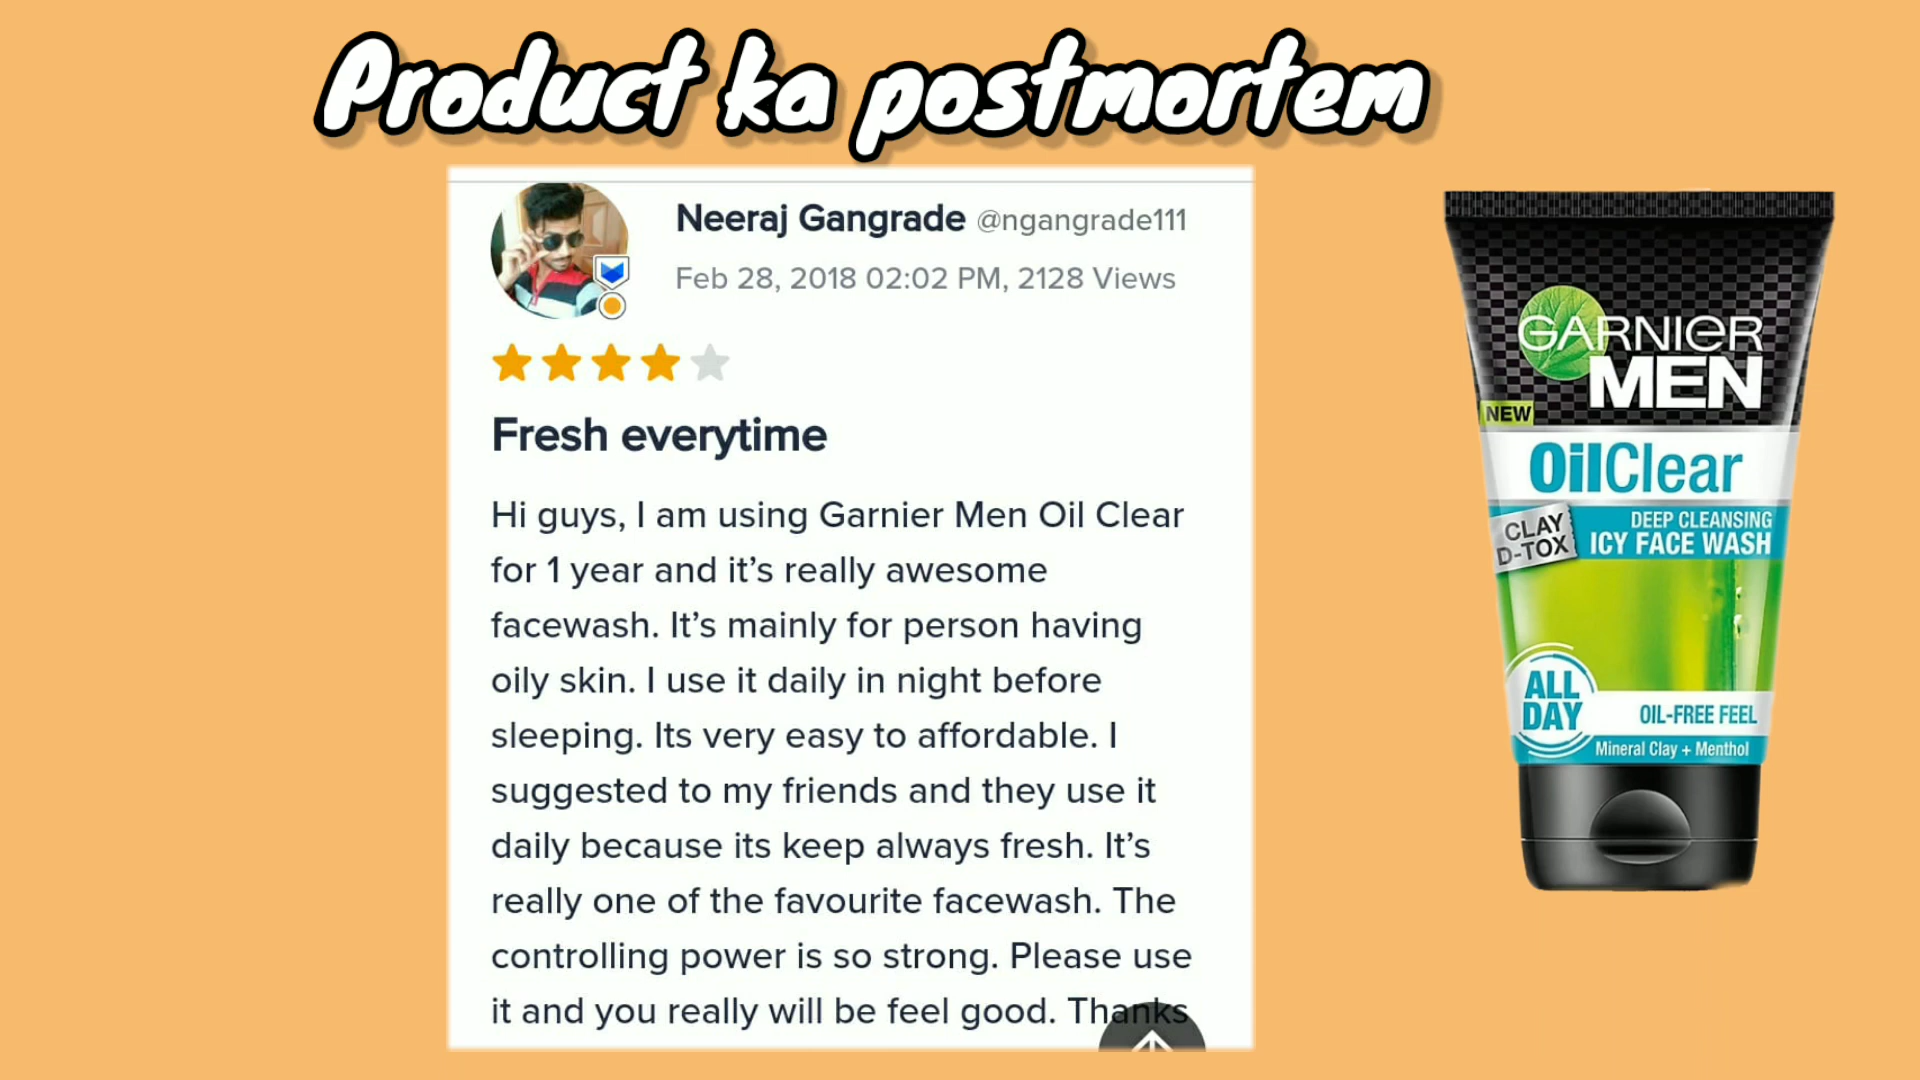 Product ka postmortem
Neeraj Gangrade @ngangrade111
Feb 28, 2018 02:02 PM, 2128 Views
Fresh everytime
Hi guys, I am using Garnier Men Oil Clear
for 1 year and it's really awesome
facewash. It's mainly for person having
oily skin. I use it daily in night before
sleeping. Its very easy to affordable. I
suggested to my friends and they use it
daily because its keep always fresh. It's
really one of the favourite facewash. The
controlling power is so strong. Please use
it and you really will be feel good. Thanks
GARNIER
MEN
NEW
OilClear
CLAY
D-TOX
DEEP CLEANSING
ICY FACE WASH
ALL
DAY
OIL-FREE FEEL
Mineral Clay + Menthol